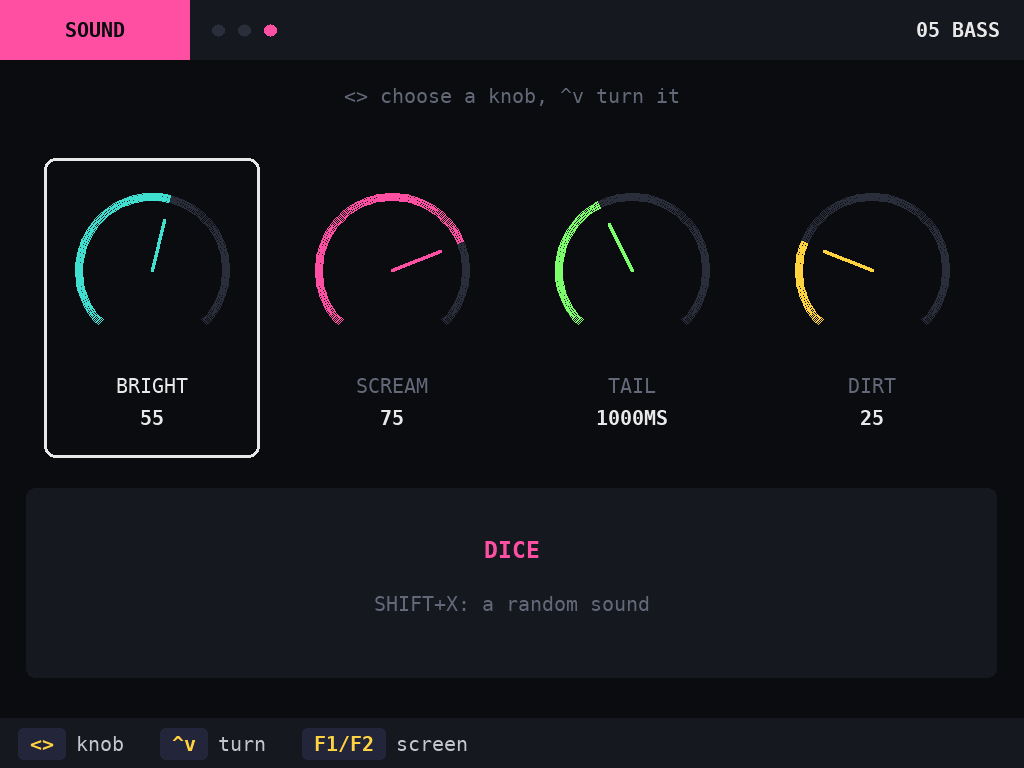 SOUND
05 BASS
<> choose a knob, ^v turn it
BRIGHT
55
SCREAM
75
TAIL
1000MS
DIRT
25
DICE
SHIFT+X: a random sound
<> knob ^v turn F1/F2 screen